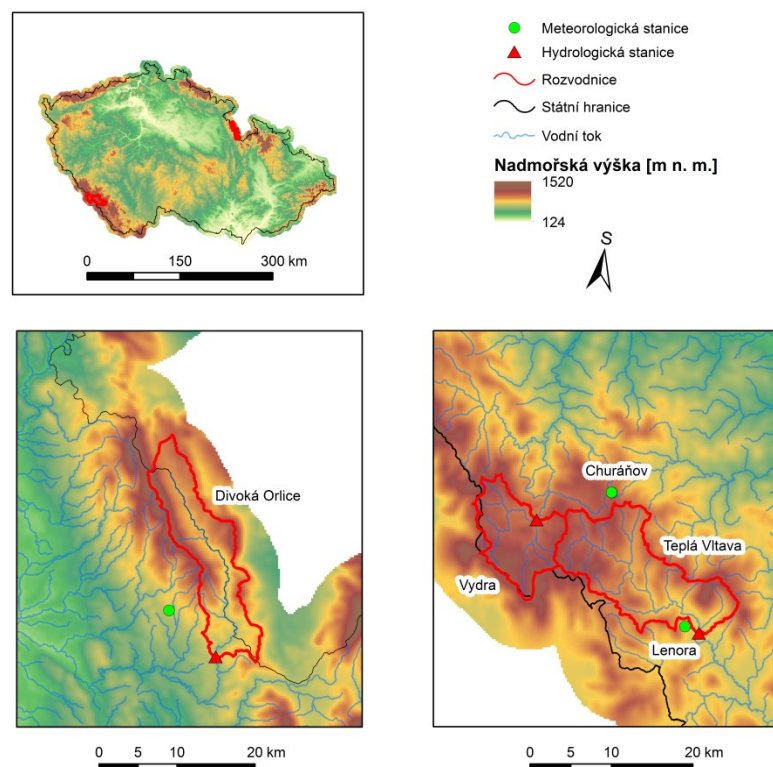 Meteorologická stanice
Hydrologická stanice
Rozvodnice
Státní hranice
Vodní tok
Nadmořská výška [m n. m.]
1520
124
S
0 150 300 km
Divoká Orlice
Churáňov
Teplá Vltava
Vydra
Lenora
0 5 10 20 km
0 5 10 20 km